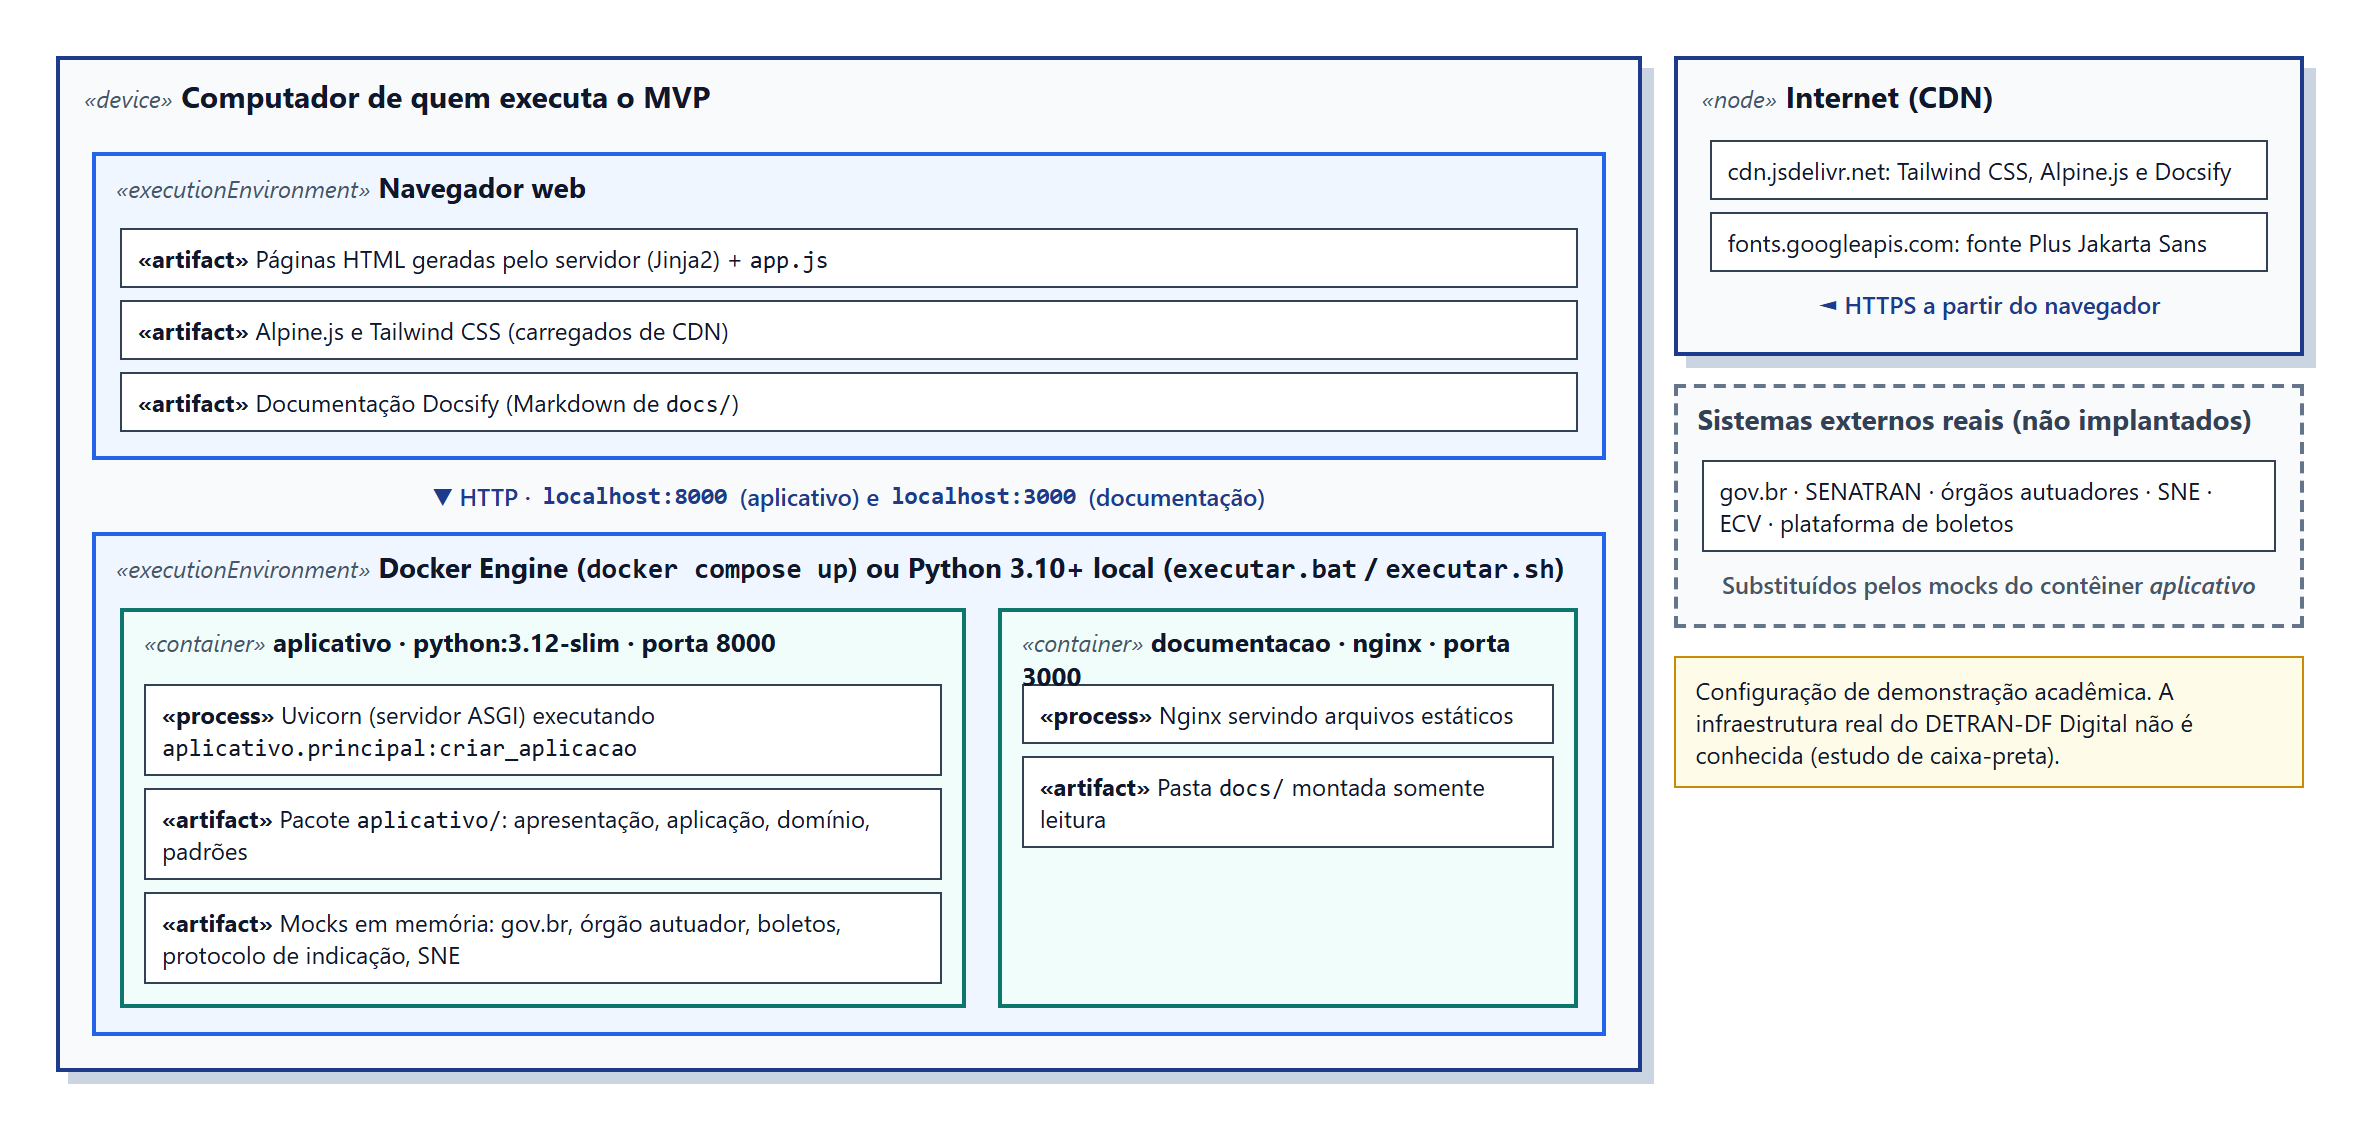 «device» Computador de quem executa o MVP
«executionEnvironment» Navegador web
«artifact» Páginas HTML geradas pelo servidor (Jinja2) + app.js
«artifact» Alpine.js e Tailwind CSS (carregados de CDN)
«artifact» Documentação Docsify (Markdown de docs/)
▼ HTTP · localhost:8000 (aplicativo) e localhost:3000 (documentação)
«executionEnvironment» Docker Engine (docker compose up) ou Python 3.10+ local (executar.bat / executar.sh)
«container» aplicativo · python:3.12-slim · porta 8000
«process» Uvicorn (servidor ASGI) executando
aplicativo.principal:criar_aplicacao
«artifact» Pacote aplicativo/: apresentação, aplicação, domínio,
padrões
«artifact» Mocks em memória: gov.br, órgão autuador, boletos,
protocolo de indicação, SNE
«container» documentacao · nginx · porta
3000
«process» Nginx servindo arquivos estáticos
«artifact» Pasta docs/ montada somente
leitura
«node» Internet (CDN)
cdn.jsdelivr.net: Tailwind CSS, Alpine.js e Docsify
fonts.googleapis.com: fonte Plus Jakarta Sans
◄ HTTPS a partir do navegador
Sistemas externos reais (não implantados)
gov.br · SENATRAN · órgãos autuadores · SNE ·
ECV · plataforma de boletos
Substituídos pelos mocks do contêiner aplicativo
Configuração de demonstração acadêmica. A
infraestrutura real do DETRAN-DF Digital não é
conhecida (estudo de caixa-preta).